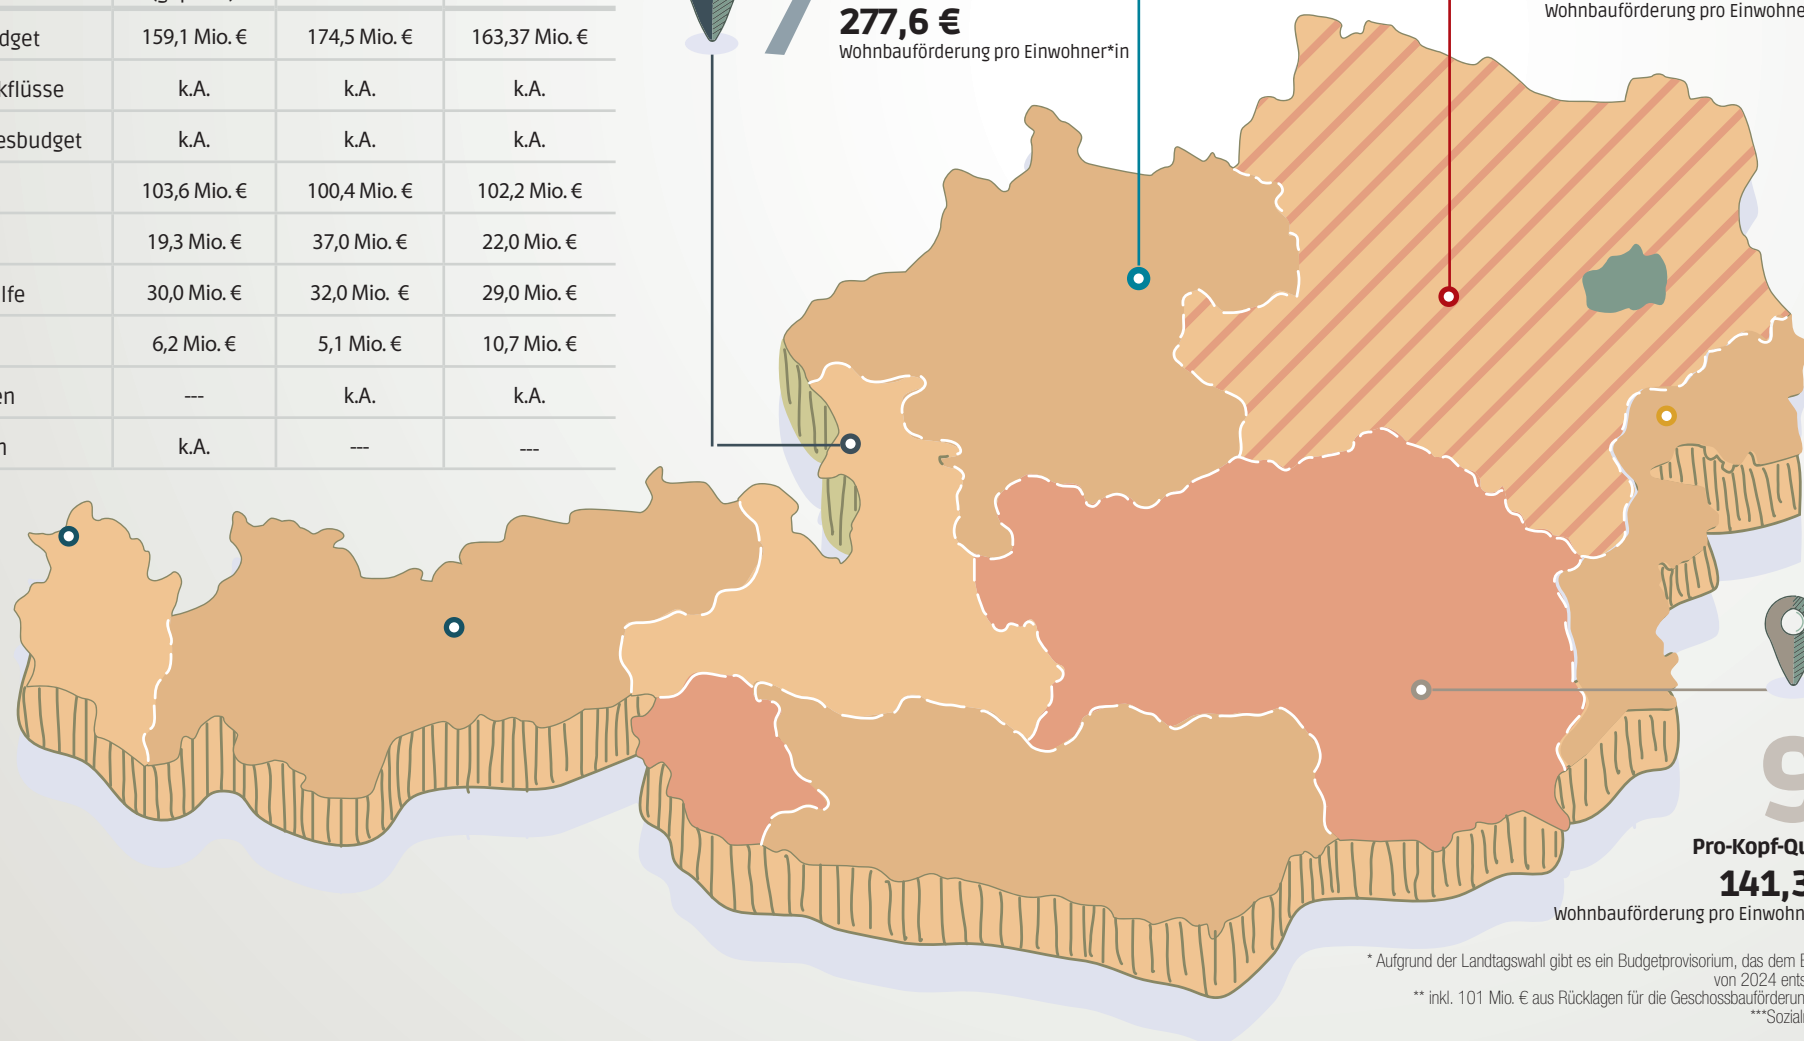 dget 159,1 Mio. € 174,5 Mio. € 163,37 Mio. €
kflüsse k.A. k.A. k.A.
esbudget k.A. k.A. k.A.
103,6 Mio. € 100,4 Mio. € 102,2 Mio. €
19,3 Mio. € 37,0 Mio. € 22,0 Mio. €
lfe 30,0 Mio. € 32,0 Mio. € 29,0 Mio. €
6,2 Mio. € 5,1 Mio. € 10,7 Mio. €
en --- k.A. k.A.
n k.A. --- ---
7
277,6 €
Wohnbauförderung pro Einwohner*in
Wohnbauförderung pro Einwohne
9
Pro-Kopf-Qu
141,3
Wohnbauförderung pro Einwohn
* Aufgrund der Landtagswahl gibt es ein Budgetprovisorium, das dem B
von 2024 ents
** inkl. 101 Mio. € aus Rücklagen für die Geschossbauförderun
***Sozial